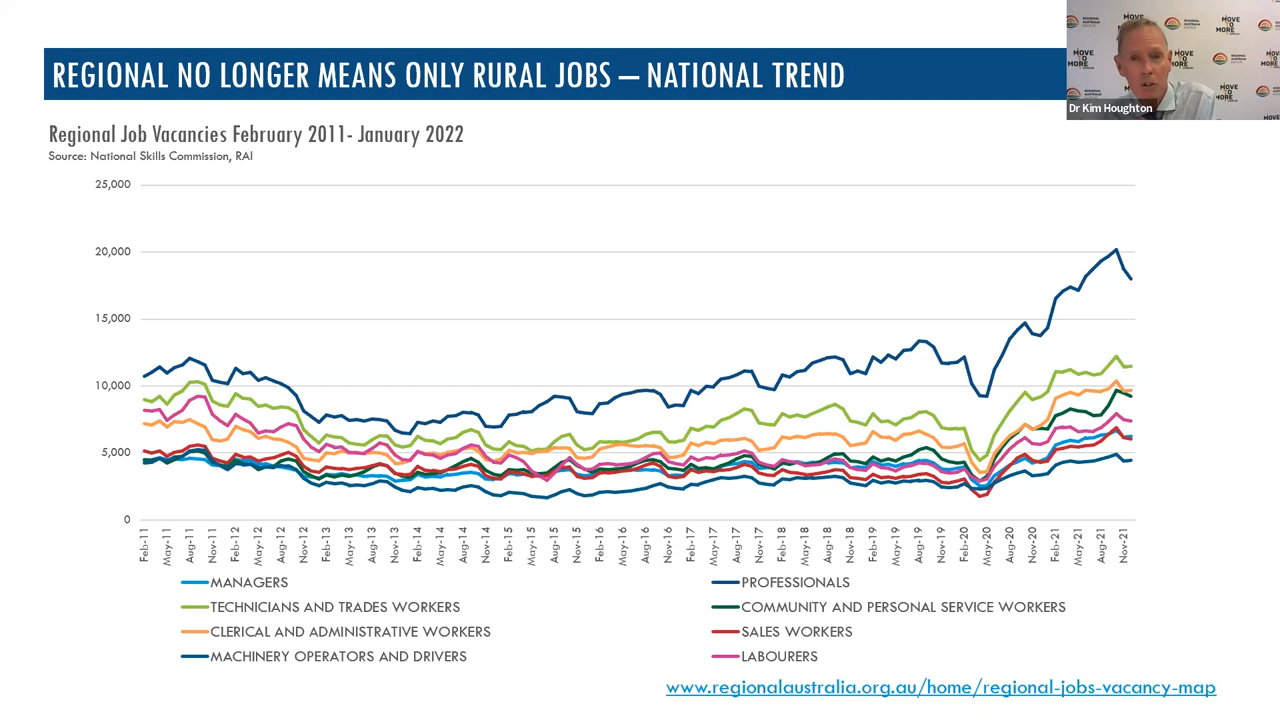 REGIONAL NO LONGER MEANS ONLY RURAL JOBS – NATIONAL TREND
MOVE TO MORE
REGIONAL AUSTRALIA
Dr Kim Houghton
Regional Job Vacancies February 2011- January 2022
Source: National Skills Commission, RAI
25,000
20,000
15,000
10,000
5,000
0
Feb-11
May-11
Aug-11
Nov-11
Feb-12
May-12
Aug-12
Nov-12
Feb-13
May-13
Aug-13
Nov-13
Feb-14
May-14
Aug-14
Nov-14
Feb-15
May-15
Aug-15
Nov-15
Feb-16
May-16
Aug-16
Nov-16
Feb-17
May-17
Aug-17
Nov-17
Feb-18
May-18
Aug-18
Nov-18
Feb-19
May-19
Aug-19
Nov-19
Feb-20
May-20
Aug-20
Nov-20
Feb-21
May-21
Aug-21
Nov-21
MANAGERS
PROFESSIONALS
TECHNICIANS AND TRADES WORKERS
COMMUNITY AND PERSONAL SERVICE WORKERS
CLERICAL AND ADMINISTRATIVE WORKERS
SALES WORKERS
MACHINERY OPERATORS AND DRIVERS
LABOURERS
www.regionalaustralia.org.au/home/regional-jobs-vacancy-map